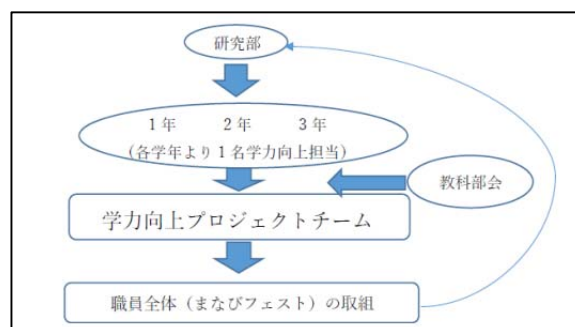 研究部
1年 2年 3年
(各学年より1名学力向上担当)
教科部会
学力向上プロジェクトチーム
職員全体（まなびフェスト）の取組